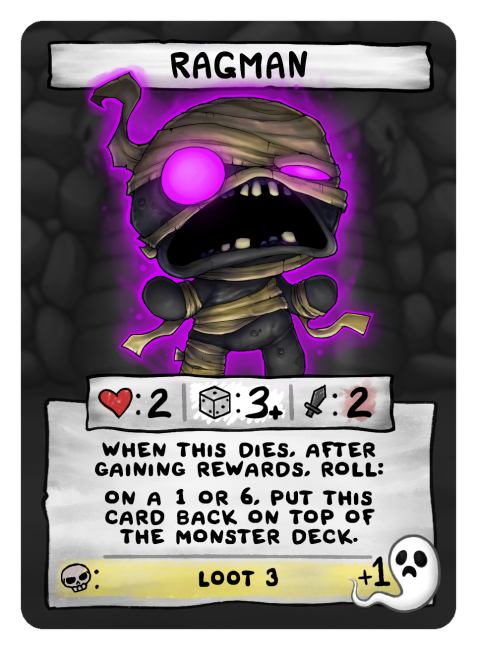 RAGMAN
:2 :3+ :2
WHEN THIS DIES, AFTER
GAINING REWARDS, ROLL:
ON A 1 OR 6, PUT THIS
CARD BACK ON TOP OF
THE MONSTER DECK.
: LOOT 3 +1